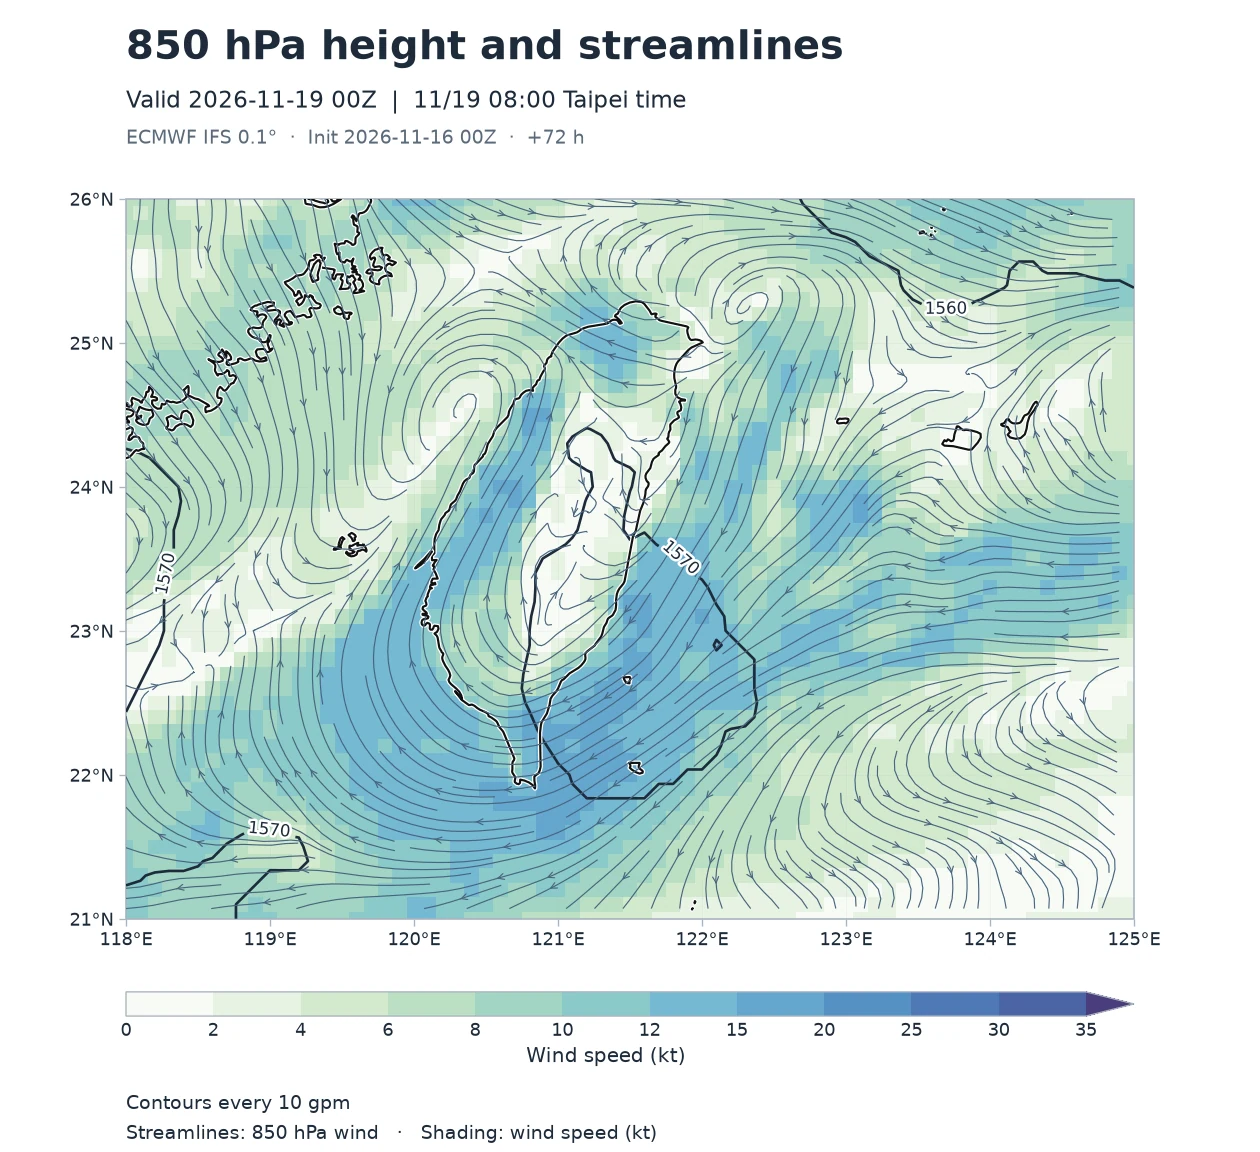 850 hPa height and streamlines
Valid 2026-11-19 00Z | 11/19 08:00 Taipei time
ECMWF IFS 0.1° · Init 2026-11-16 00Z · +72 h
26°N
1560
25°N
24°N
1570
1570
23°N
22°N
1570
21°N
118°E 119°E 120°E 121°E 122°E 123°E 124°E 125°E
0 2 4 6 8 10 12 15 20 25 30 35
Wind speed (kt)
Contours every 10 gpm
Streamlines: 850 hPa wind · Shading: wind speed (kt)